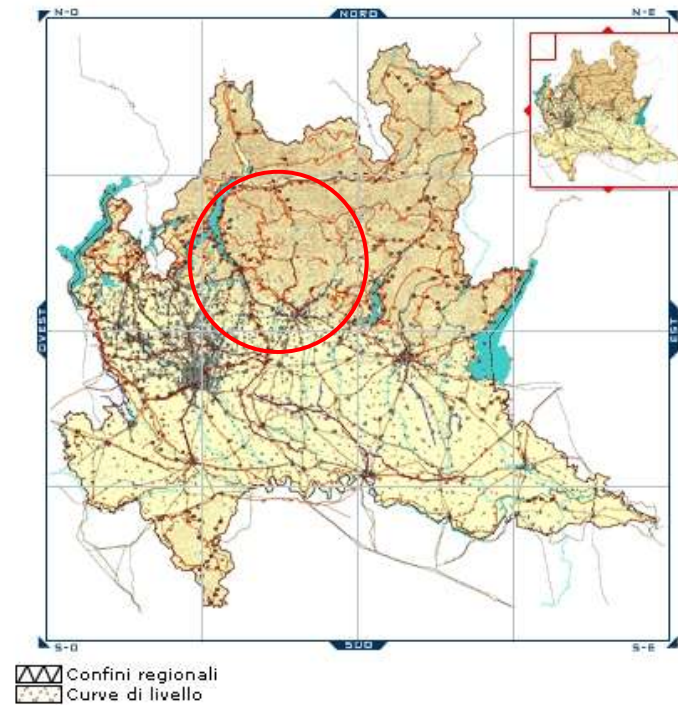 N-O NORD N-E
OVEST EST
S-O SUD S-E
Confini regionali
Curve di livello